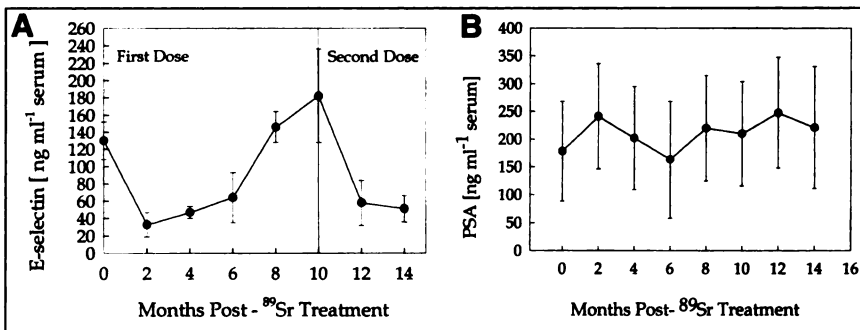 A
E-selectin [ ng ml⁻¹ serum ]
260
240
220
200
180
160
140
120
100
80
60
40
20
0
First Dose
Second Dose
0 2 4 6 8 10 12 14
Months Post - ⁸⁹Sr Treatment
B
PSA [ng ml⁻¹ serum]
400
350
300
250
200
150
100
50
0
0 2 4 6 8 10 12 14 16
Months Post- ⁸⁹Sr Treatment